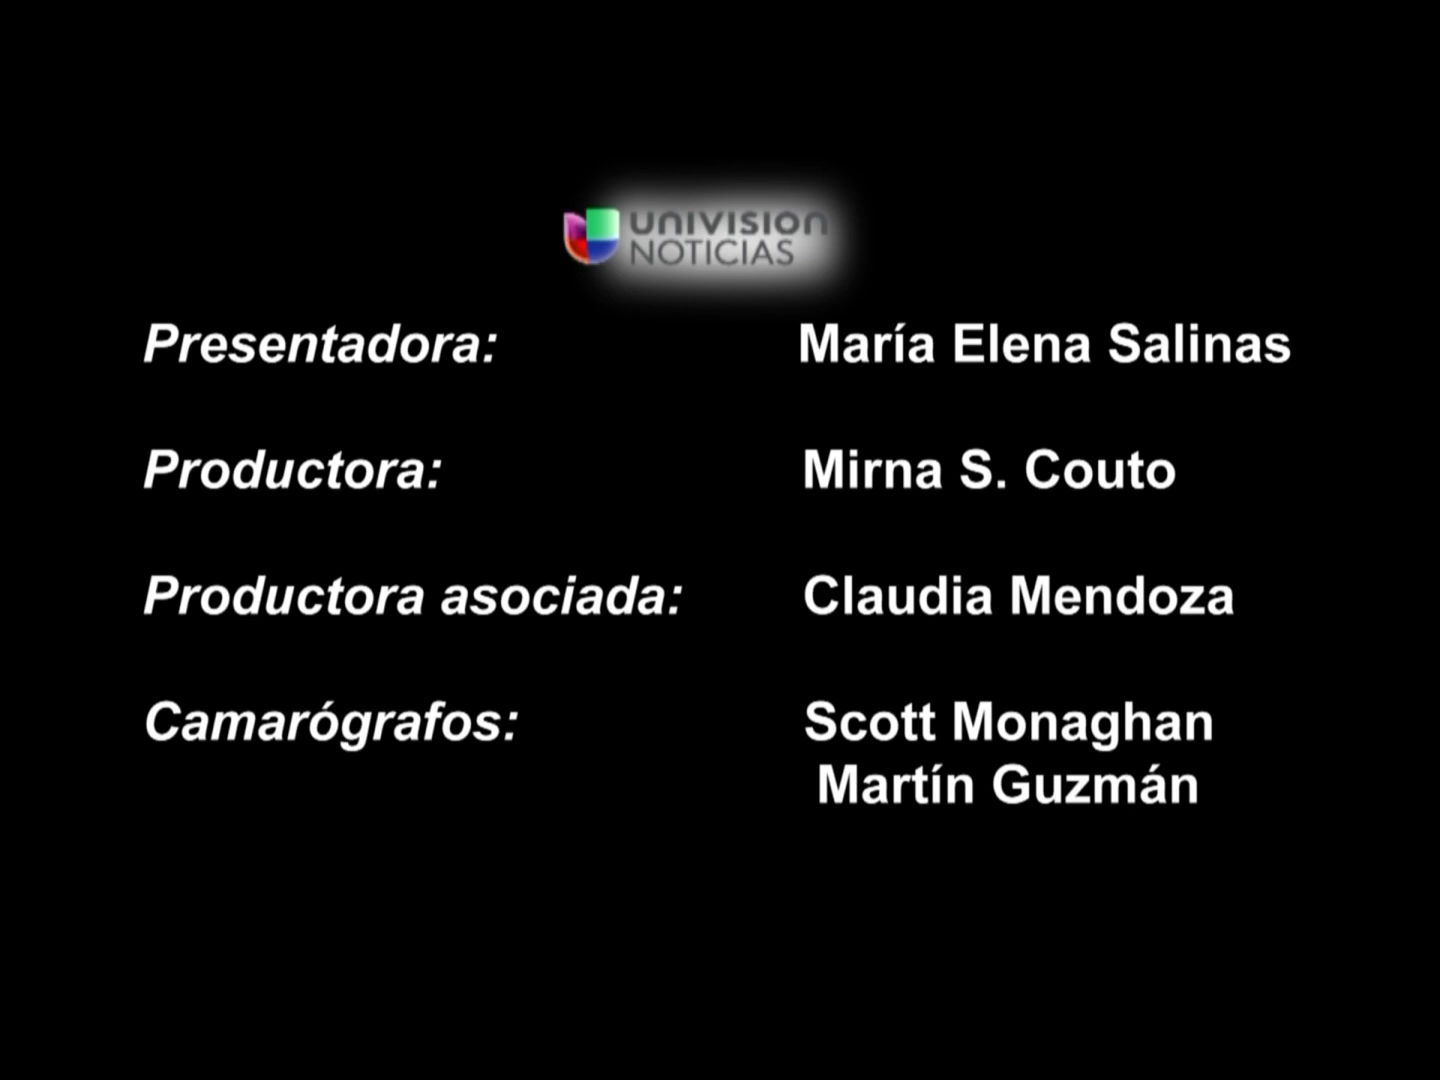 UNIVISION
NOTICIAS
Presentadora: María Elena Salinas
Productora: Mirna S. Couto
Productora asociada: Claudia Mendoza
Camarógrafos: Scott Monaghan
Martín Guzmán